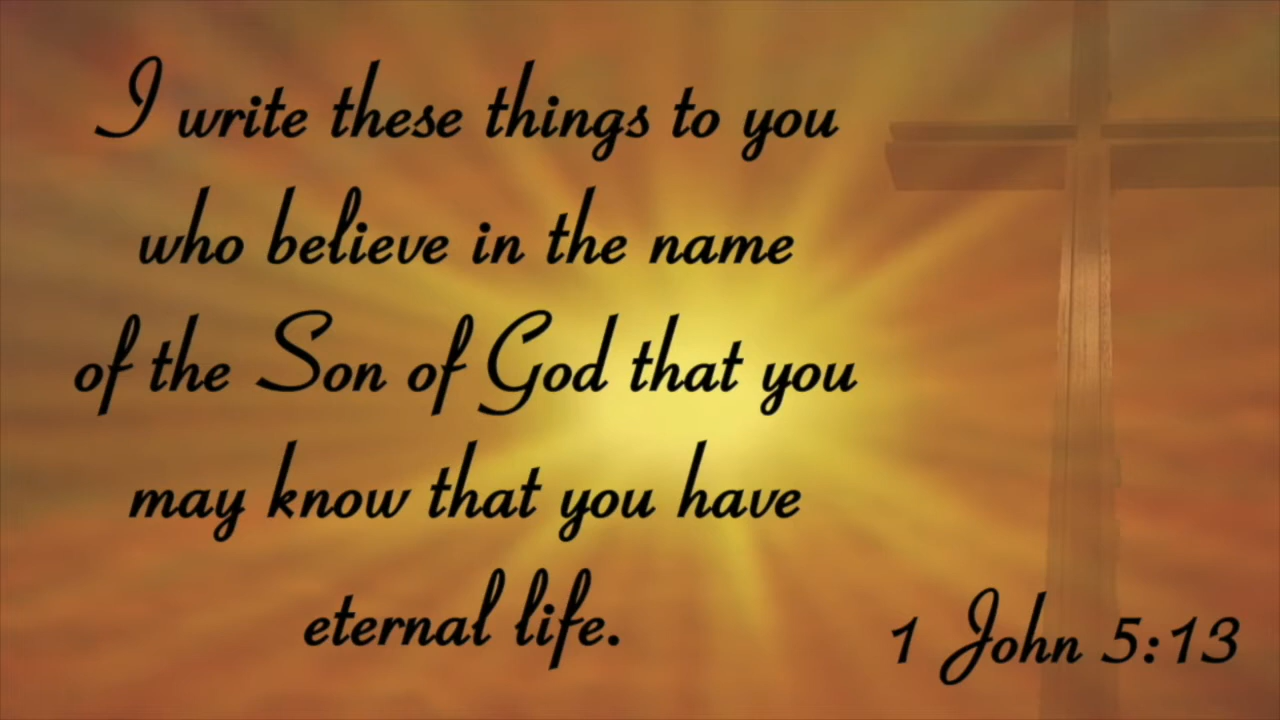 I write these things to you
who believe in the name
of the Son of God that you
may know that you have
eternal life.
1 John 5:13